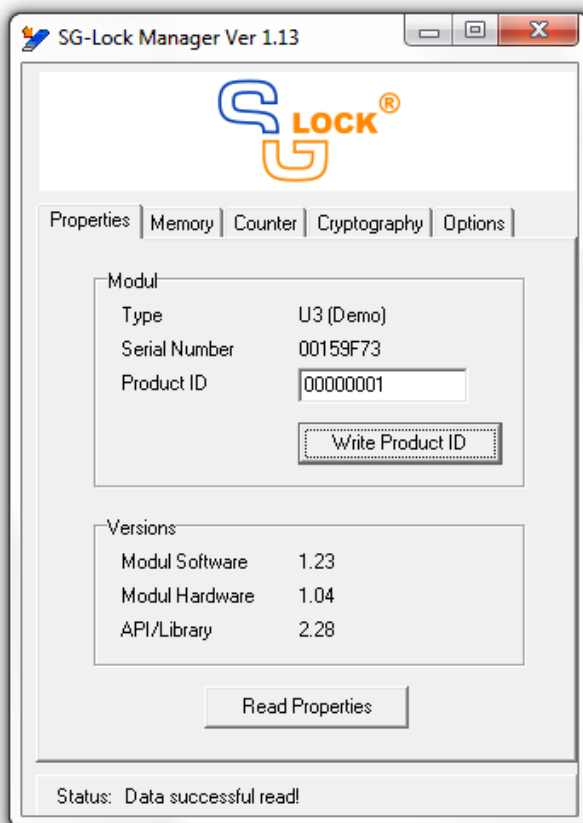 SG-Lock Manager Ver 1.13
SG LOCK®
Properties Memory Counter Cryptography Options
Modul
Type U3 (Demo)
Serial Number 00159F73
Product ID 00000001
Write Product ID
Versions
Modul Software 1.23
Modul Hardware 1.04
API/Library 2.28
Read Properties
Status: Data successful read!